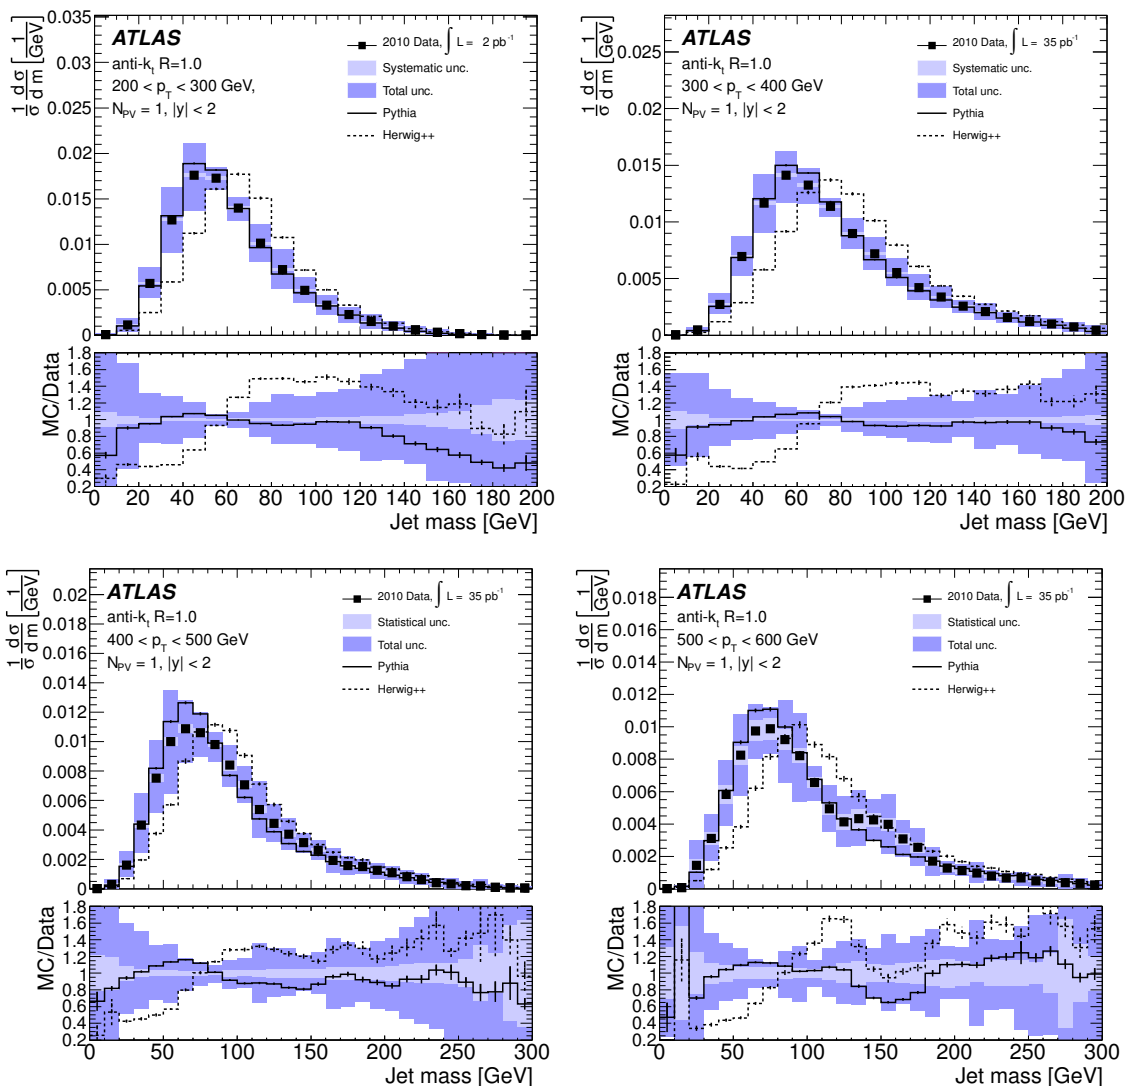 ATLAS
anti-kt R=1.0
200 < pT < 300 GeV,
NPV = 1, |y| < 2
2010 Data, ∫ L = 2 pb-1
Systematic unc.
Total unc.
Pythia
Herwig++
1/σ dσ/dm [1/GeV]
0.035
0.03
0.025
0.02
0.015
0.01
0.005
0
MC/Data
1.8
1.6
1.4
1.2
1
0.8
0.6
0.4
0.2
0 20 40 60 80 100 120 140 160 180 200
Jet mass [GeV]
ATLAS
anti-kt R=1.0
300 < pT < 400 GeV
NPV = 1, |y| < 2
2010 Data, ∫ L = 35 pb-1
Systematic unc.
Total unc.
Pythia
Herwig++
1/σ dσ/dm [1/GeV]
0.025
0.02
0.015
0.01
0.005
0
MC/Data
1.8
1.6
1.4
1.2
1
0.8
0.6
0.4
0.2
0 20 40 60 80 100 120 140 160 180 200
Jet mass [GeV]
ATLAS
anti-kt R=1.0
400 < pT < 500 GeV
NPV = 1, |y| < 2
2010 Data, ∫ L = 35 pb-1
Statistical unc.
Total unc.
Pythia
Herwig++
1/σ dσ/dm [1/GeV]
0.02
0.018
0.016
0.014
0.012
0.01
0.008
0.006
0.004
0.002
0
MC/Data
1.8
1.6
1.4
1.2
1
0.8
0.6
0.4
0.2
0 50 100 150 200 250 300
Jet mass [GeV]
ATLAS
anti-kt R=1.0
500 < pT < 600 GeV
NPV = 1, |y| < 2
2010 Data, ∫ L = 35 pb-1
Statistical unc.
Total unc.
Pythia
Herwig++
1/σ dσ/dm [1/GeV]
0.018
0.016
0.014
0.012
0.01
0.008
0.006
0.004
0.002
0
MC/Data
1.8
1.6
1.4
1.2
1
0.8
0.6
0.4
0.2
0 50 100 150 200 250 300
Jet mass [GeV]